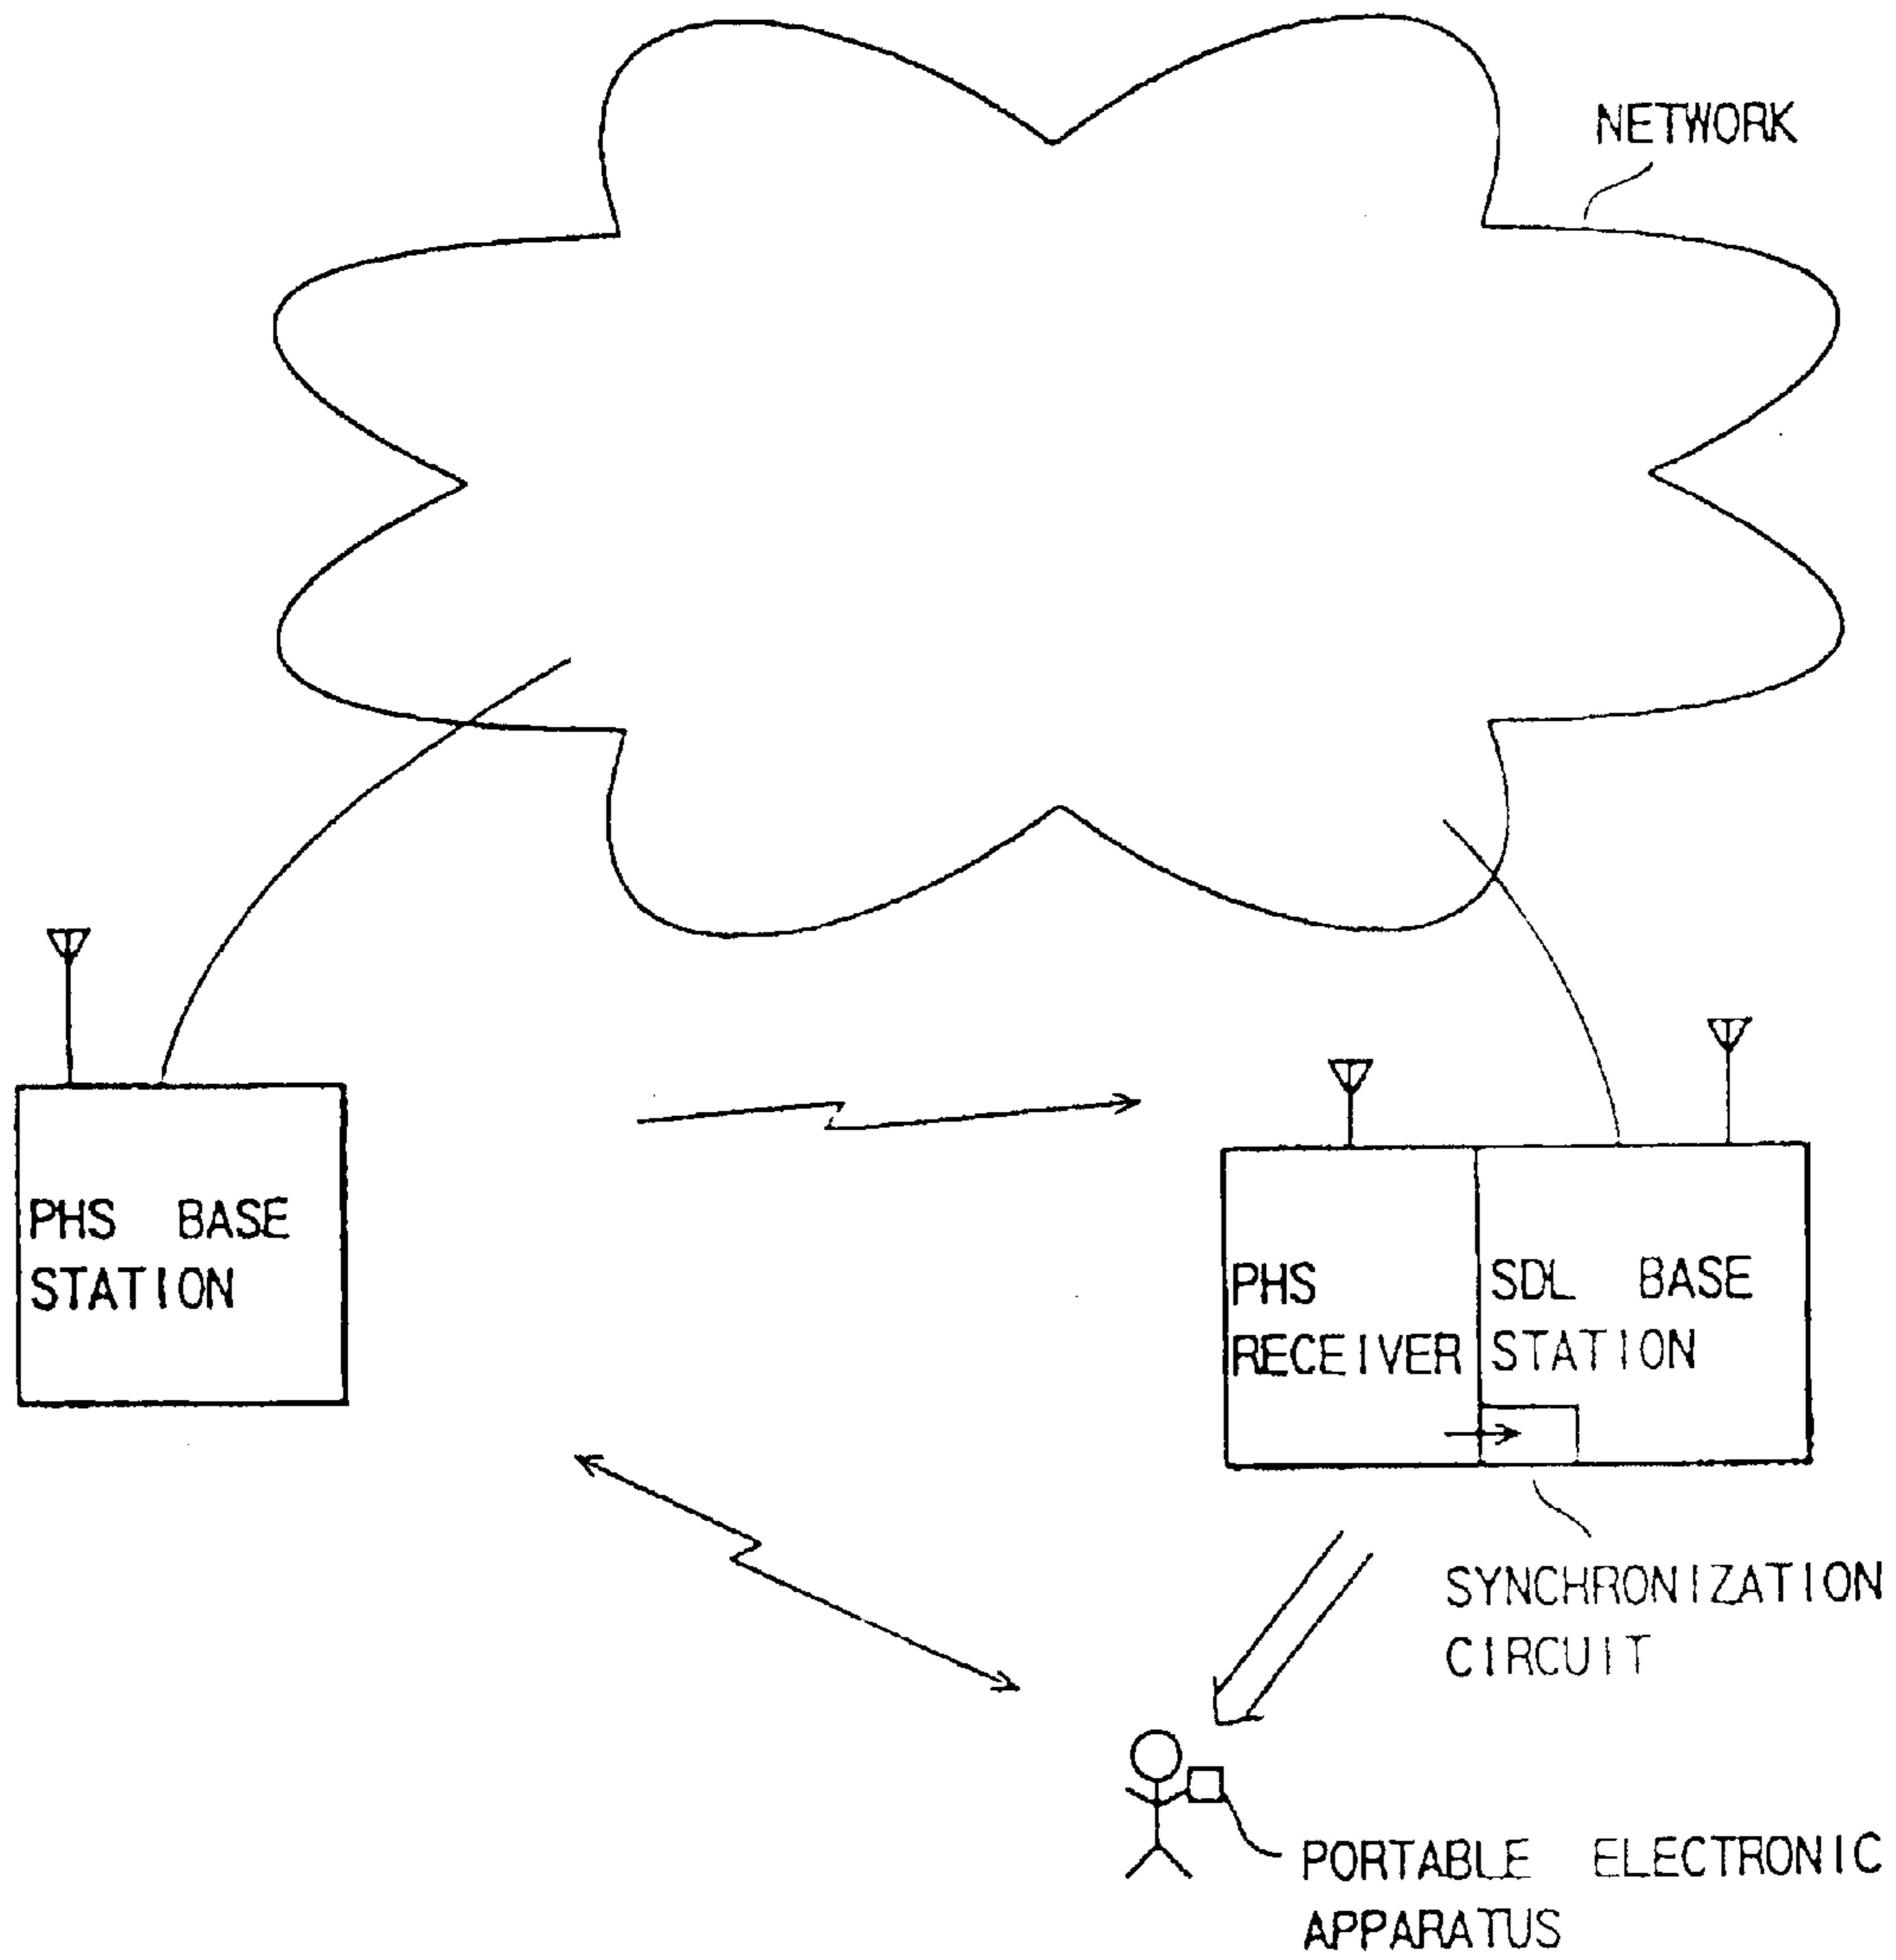 NETWORK
PHS BASE
STATION
PHS
RECEIVER
SDL BASE
STATION
SYNCHRONIZATION
CIRCUIT
PORTABLE ELECTRONIC
APPARATUS